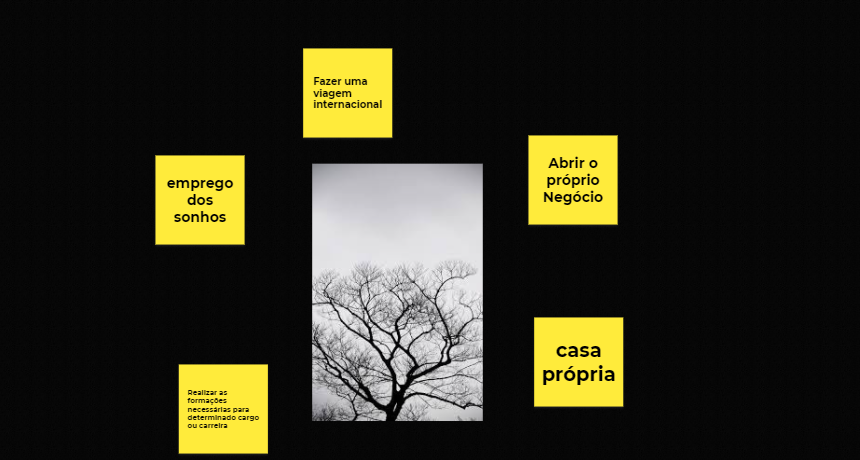 Fazer uma
viagem
internacional
emprego
dos
sonhos
Abrir o
próprio
Negócio
casa
própria
Realizar as
formações
necessárias para
determinado cargo
ou carreira